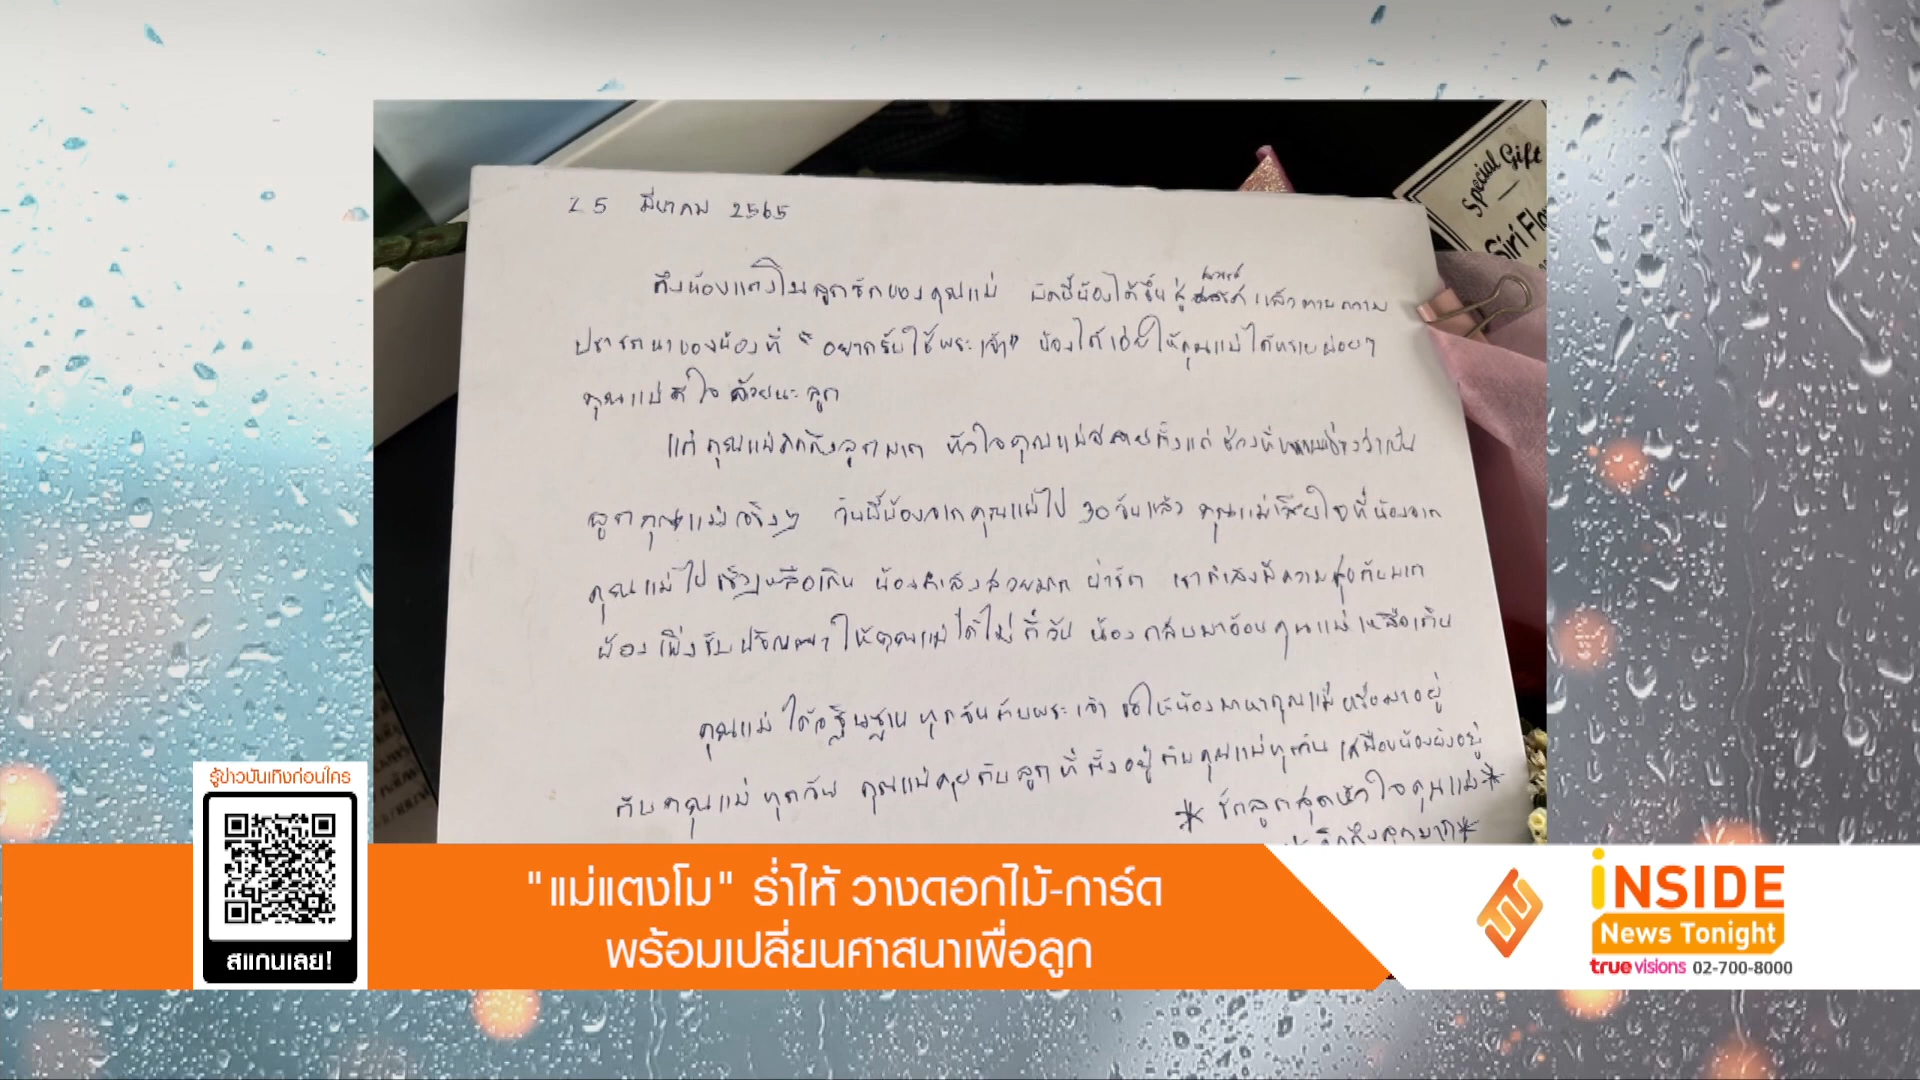 Special Gift
Siri Flo
25 มีนาคม 2565
ถึงน้องแตงโมลูกรักของคุณแม่ บัดนี้น้องได้ขึ้นสู่สวรรค์แล้วตามความ
ปรารถนาของน้องที่ "อยากรับใช้พระเจ้า" น้องได้เอ่ยให้คุณแม่ได้ทราบบ่อยๆ
คุณแม่ดีใจด้วยนะลูก
แต่คุณแม่คิดถึงลูกมาก หัวใจคุณแม่สลายตั้งแต่ว่าเป็น
ลูกคุณแม่จริงๆ วันนี้น้องจากคุณแม่ไป 30 วันแล้ว คุณแม่เสียใจที่น้องจาก
คุณแม่ไปเร็วเหลือเกิน น้องกำลังสวยมาก น่ารัก เรากำลังมีความสุขกันมาก
น้องเพิ่งรับปริญญาให้คุณแม่ได้ไม่กี่วัน น้องกลับมาอ้อนคุณแม่เหลือเกิน
คุณแม่ได้อธิษฐานทุกวันกับพระเจ้า ขอให้น้องมาหาคุณแม่หรือมาอยู่
กับคุณแม่ทุกวัน คุณแม่คุยกับลูกที่ตั้งอยู่กับคุณแม่ทุกวัน เหมือนน้องยังอยู่
* รักลูกสุดหัวใจคุณแม่ *
คิดถึงลูกมาก *
รู้ข่าวบันเทิงก่อนใคร
สแกนเลย!
"แม่แตงโม" ร่ำไห้ วางดอกไม้-การ์ด
พร้อมเปลี่ยนศาสนาเพื่อลูก
iNSIDE
News Tonight
true visions 02-700-8000